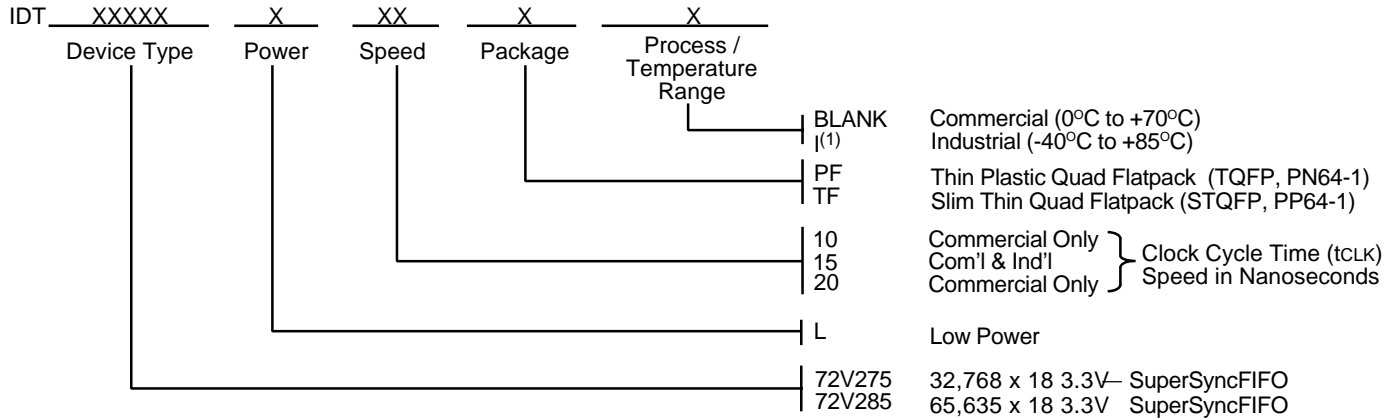 IDT XXXXX X XX X X
Device Type Power Speed Package Process / Temperature Range
BLANK Commercial (0°C to +70°C)
I(1) Industrial (-40°C to +85°C)
PF Thin Plastic Quad Flatpack (TQFP, PN64-1)
TF Slim Thin Quad Flatpack (STQFP, PP64-1)
10 Commercial Only
15 Com'l & Ind'l
20 Commercial Only
Clock Cycle Time (tCLK)
Speed in Nanoseconds
L Low Power
72V275 32,768 x 18 3.3V — SuperSyncFIFO
72V285 65,635 x 18 3.3V SuperSyncFIFO